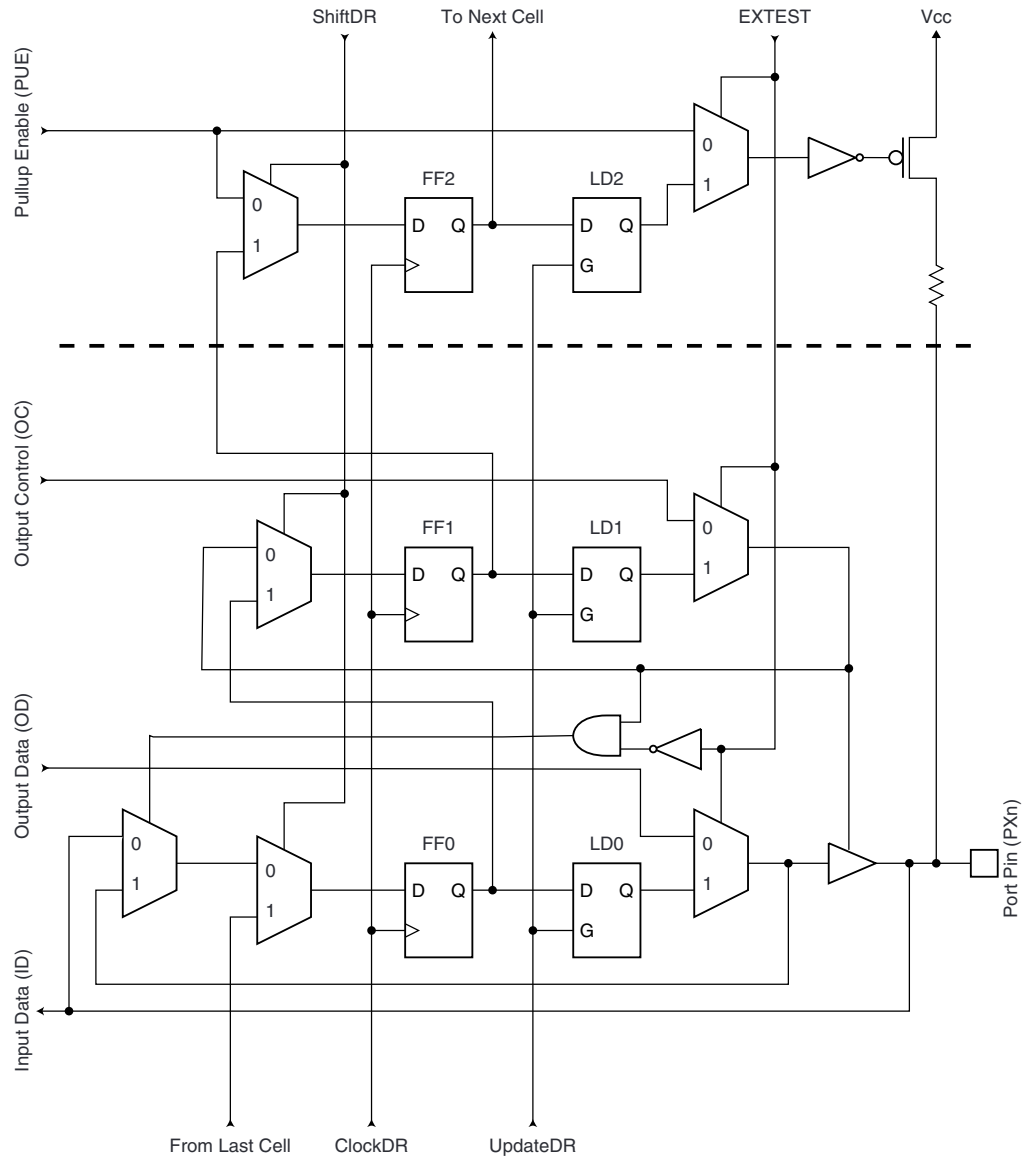 ShiftDR
To Next Cell
EXTEST
Vcc
Pullup Enable (PUE)
0
1
FF2
D Q
LD2
D Q
G
0
1
Output Control (OC)
0
1
FF1
D Q
LD1
D Q
G
0
1
Output Data (OD)
0
1
0
1
FF0
D Q
LD0
D Q
G
0
1
Port Pin (PXn)
Input Data (ID)
From Last Cell
ClockDR
UpdateDR